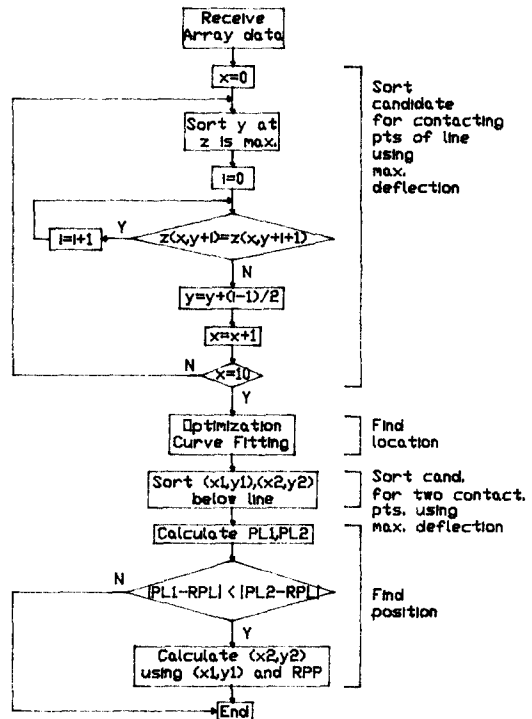 Receive
Array data
x=0
Sort y at
z is max.
i=0
z(x,y+i)=z(x,y+i+1)
Y
i=i+1
N
y=y+(i-1)/2
x=x+1
x=10
N
Y
Sort
candidate
for contacting
pts of line
using
max.
deflection
Optimization
Curve Fitting
Find
location
Sort (x1,y1),(x2,y2)
below line
Sort cand.
for two contact.
pts. using
max. deflection
Calculate PL1,PL2
|PL1-RPL| < |PL2-RPL|
N
Y
Calculate (x2,y2)
using (x1,y1) and RPP
Find
position
End